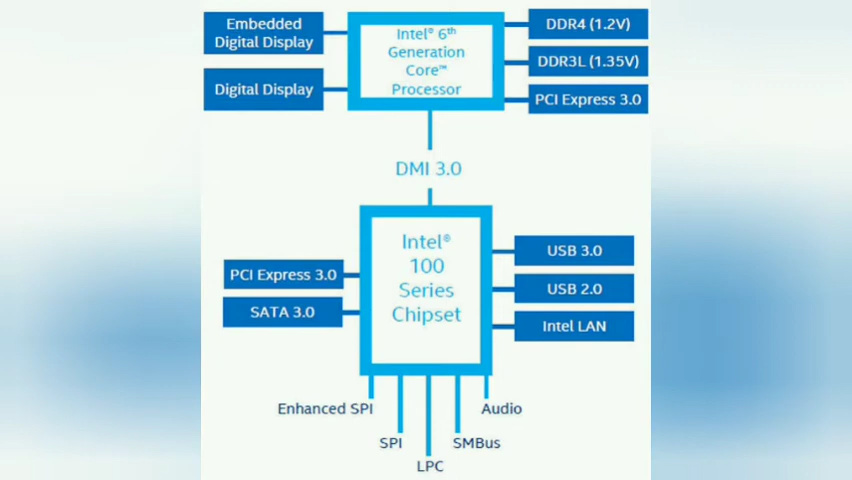 Embedded
Digital Display
Digital Display
Intel® 6th
Generation
Core™
Processor
DDR4 (1.2V)
DDR3L (1.35V)
PCI Express 3.0
DMI 3.0
PCI Express 3.0
SATA 3.0
Intel®
100
Series
Chipset
USB 3.0
USB 2.0
Intel LAN
Enhanced SPI
SPI
LPC
SMBus
Audio